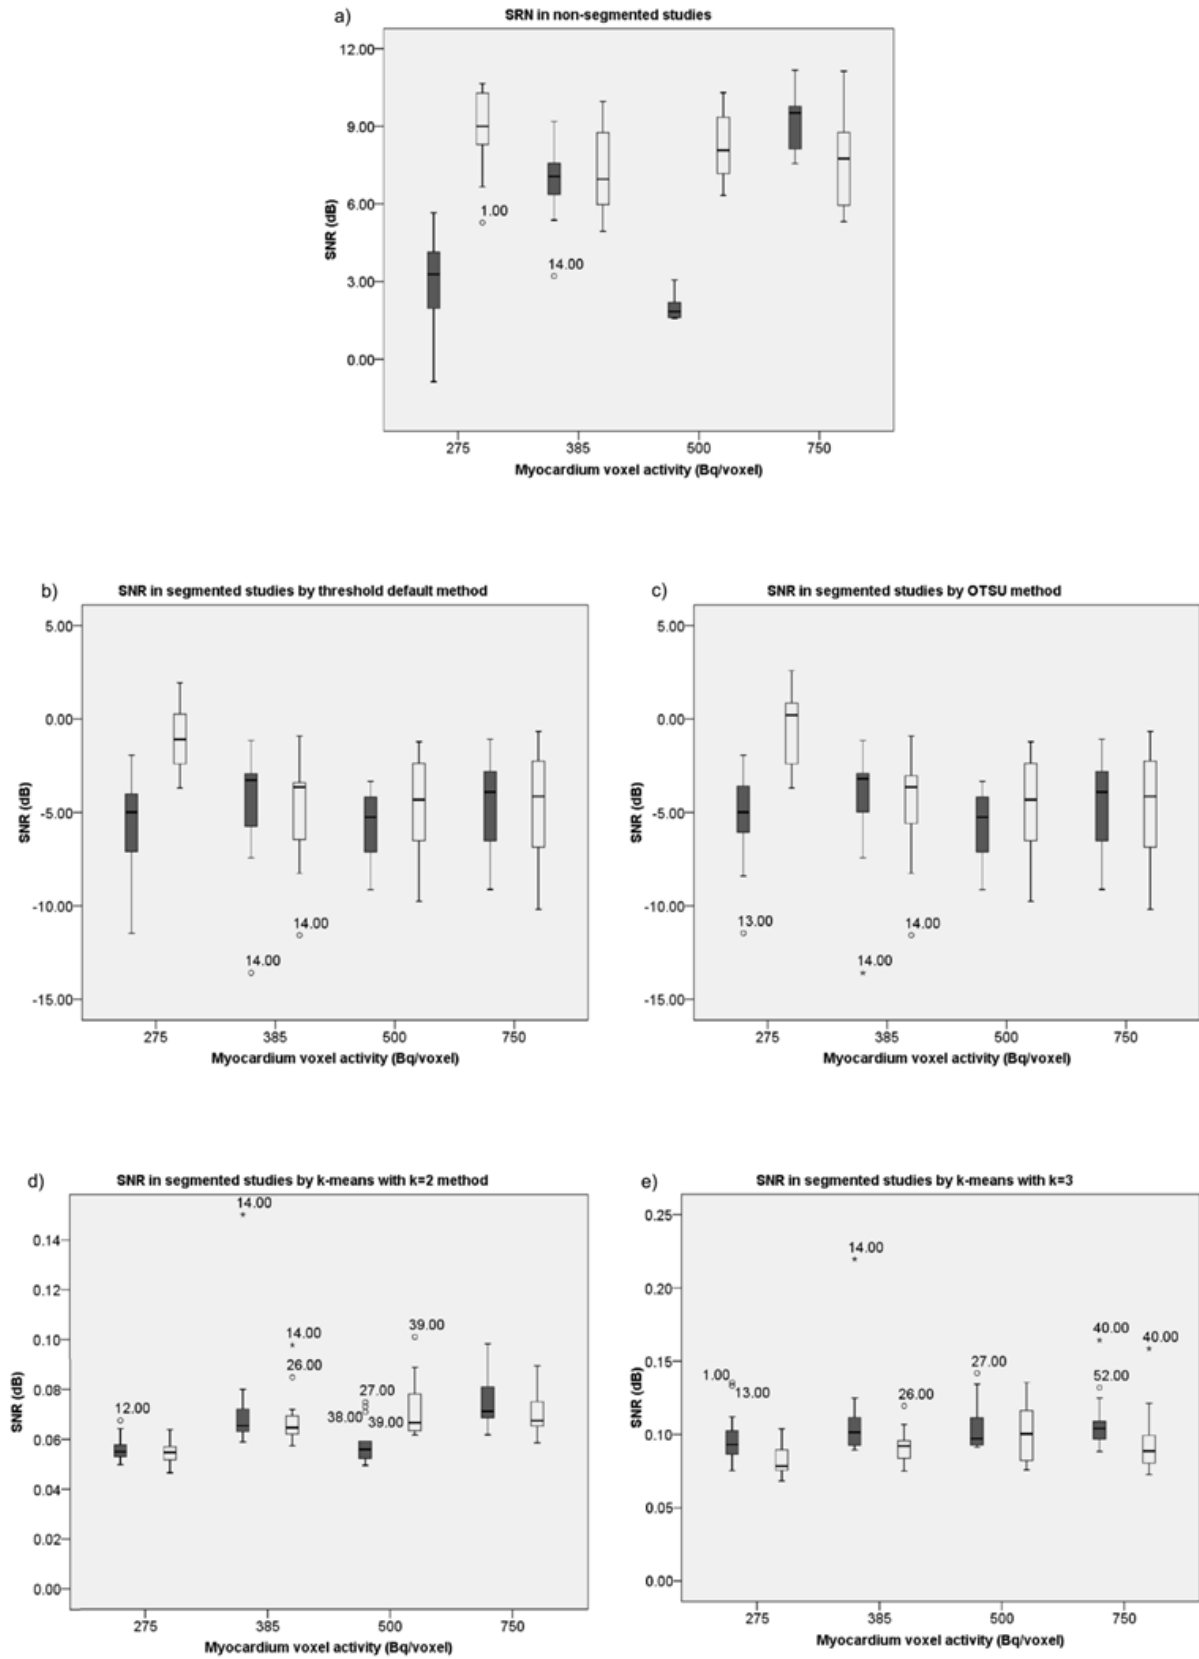 a) SRN in non-segmented studies
12.00
9.00
6.00
3.00
0.00
SNR (dB)
1.00
14.00
275 385 500 750
Myocardium voxel activity (Bq/voxel)
b) SNR in segmented studies by threshold default method
5.00
0.00
-5.00
-10.00
-15.00
SNR (dB)
14.00
14.00
275 385 500 750
Myocardium voxel activity (Bq/voxel)
c) SNR in segmented studies by OTSU method
5.00
0.00
-5.00
-10.00
-15.00
SNR (dB)
13.00
14.00
14.00
275 385 500 750
Myocardium voxel activity (Bq/voxel)
d) SNR in segmented studies by k-means with k=2 method
0.14
0.12
0.10
0.08
0.06
0.04
0.02
0.00
SNR (dB)
12.00
14.00
14.00
26.00
27.00
38.00 39.00
39.00
275 385 500 750
Myocardium voxel activity (Bq/voxel)
e) SNR in segmented studies by k-means with k=3
0.25
0.20
0.15
0.10
0.05
0.00
SNR (dB)
1.00
13.00
14.00
26.00
27.00
40.00
52.00
40.00
275 385 500 750
Myocardium voxel activity (Bq/voxel)